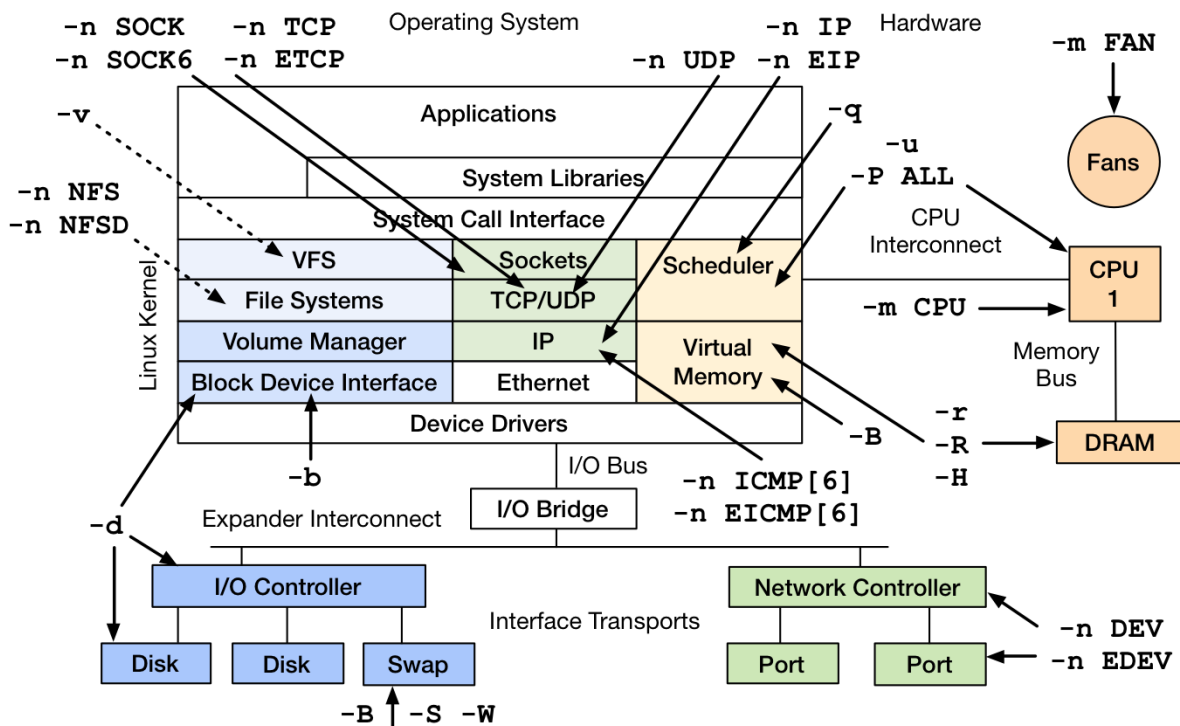 -n SOCK
-n SOCK6
-n TCP
-n ETCP
Operating System
-n UDP
-n IP
-n EIP
Hardware
-m FAN
-v
Applications
-q
-u
-P ALL
Fans
System Libraries
-n NFS
-n NFSD
System Call Interface
CPU
Interconnect
Linux Kernel
VFS
Sockets
Scheduler
CPU
1
File Systems
TCP/UDP
-m CPU
Volume Manager
IP
Virtual
Memory
Memory
Bus
Block Device Interface
Ethernet
Device Drivers
-B
-r
-R
-H
DRAM
-b
I/O Bus
-n ICMP[6]
-n EICMP[6]
I/O Bridge
-d
Expander Interconnect
I/O Controller
Network Controller
Interface Transports
-n DEV
-n EDEV
Disk
Disk
Swap
Port
Port
-B -S -W